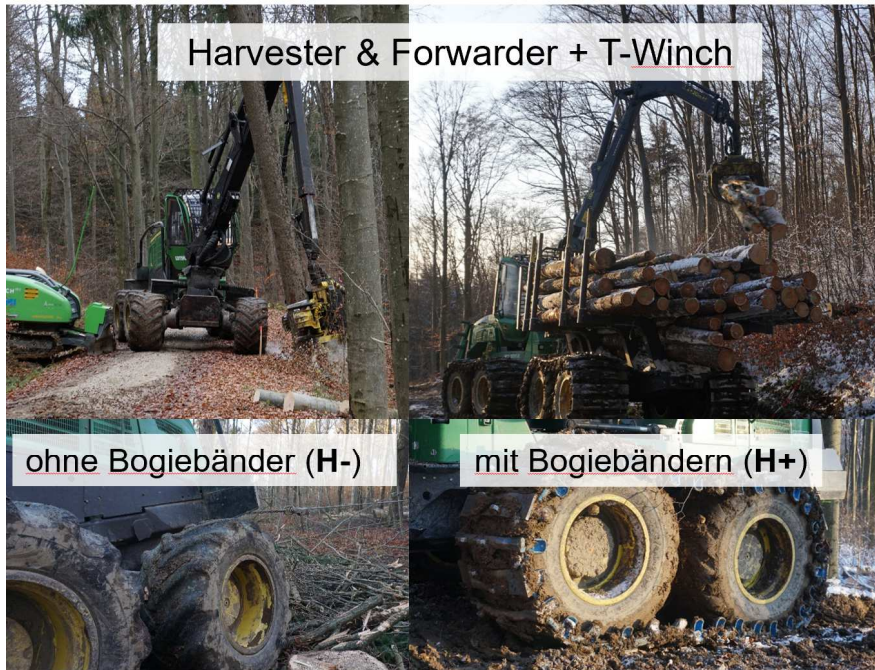 Harvester & Forwarder + T-Winch
ohne Bogiebänder (H-)
mit Bogiebändern (H+)